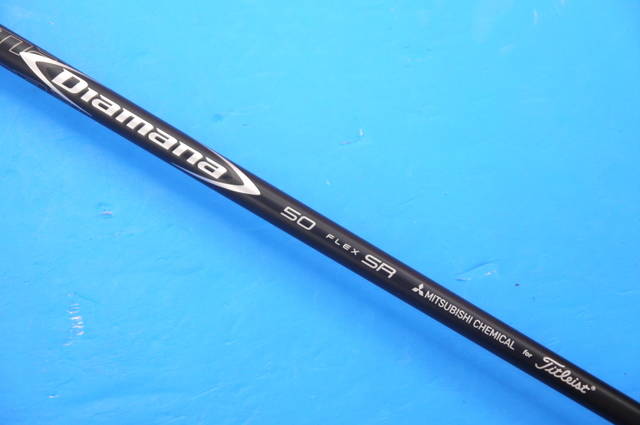 Diamana
50 FLEX SR
MITSUBISHI CHEMICAL for Titleist®